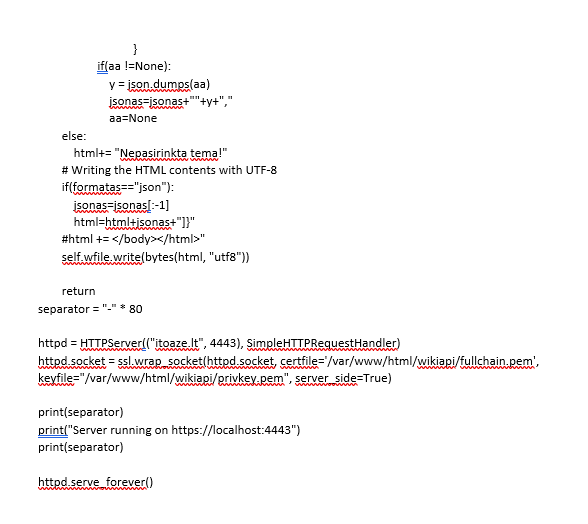 }
if(aa !=None):
y = json.dumps(aa)
jsonas=jsonas+""+y+","
aa=None
else:
html+= "Nepasirinkta tema!"
# Writing the HTML contents with UTF-8
if(formatas=="json"):
jsonas=jsonas[:-1]
html=html+jsonas+"]}"
#html += </body></html>"
self.wfile.write(bytes(html, "utf8"))
return
separator = "-" * 80
httpd = HTTPServer(("itoaze.lt", 4443), SimpleHTTPRequestHandler)
httpd.socket = ssl.wrap_socket(httpd.socket, certfile='/var/www/html/wikiapi/fullchain.pem',
keyfile="/var/www/html/wikiapi/privkey.pem", server_side=True)
print(separator)
print("Server running on https://localhost:4443")
print(separator)
httpd.serve_forever()